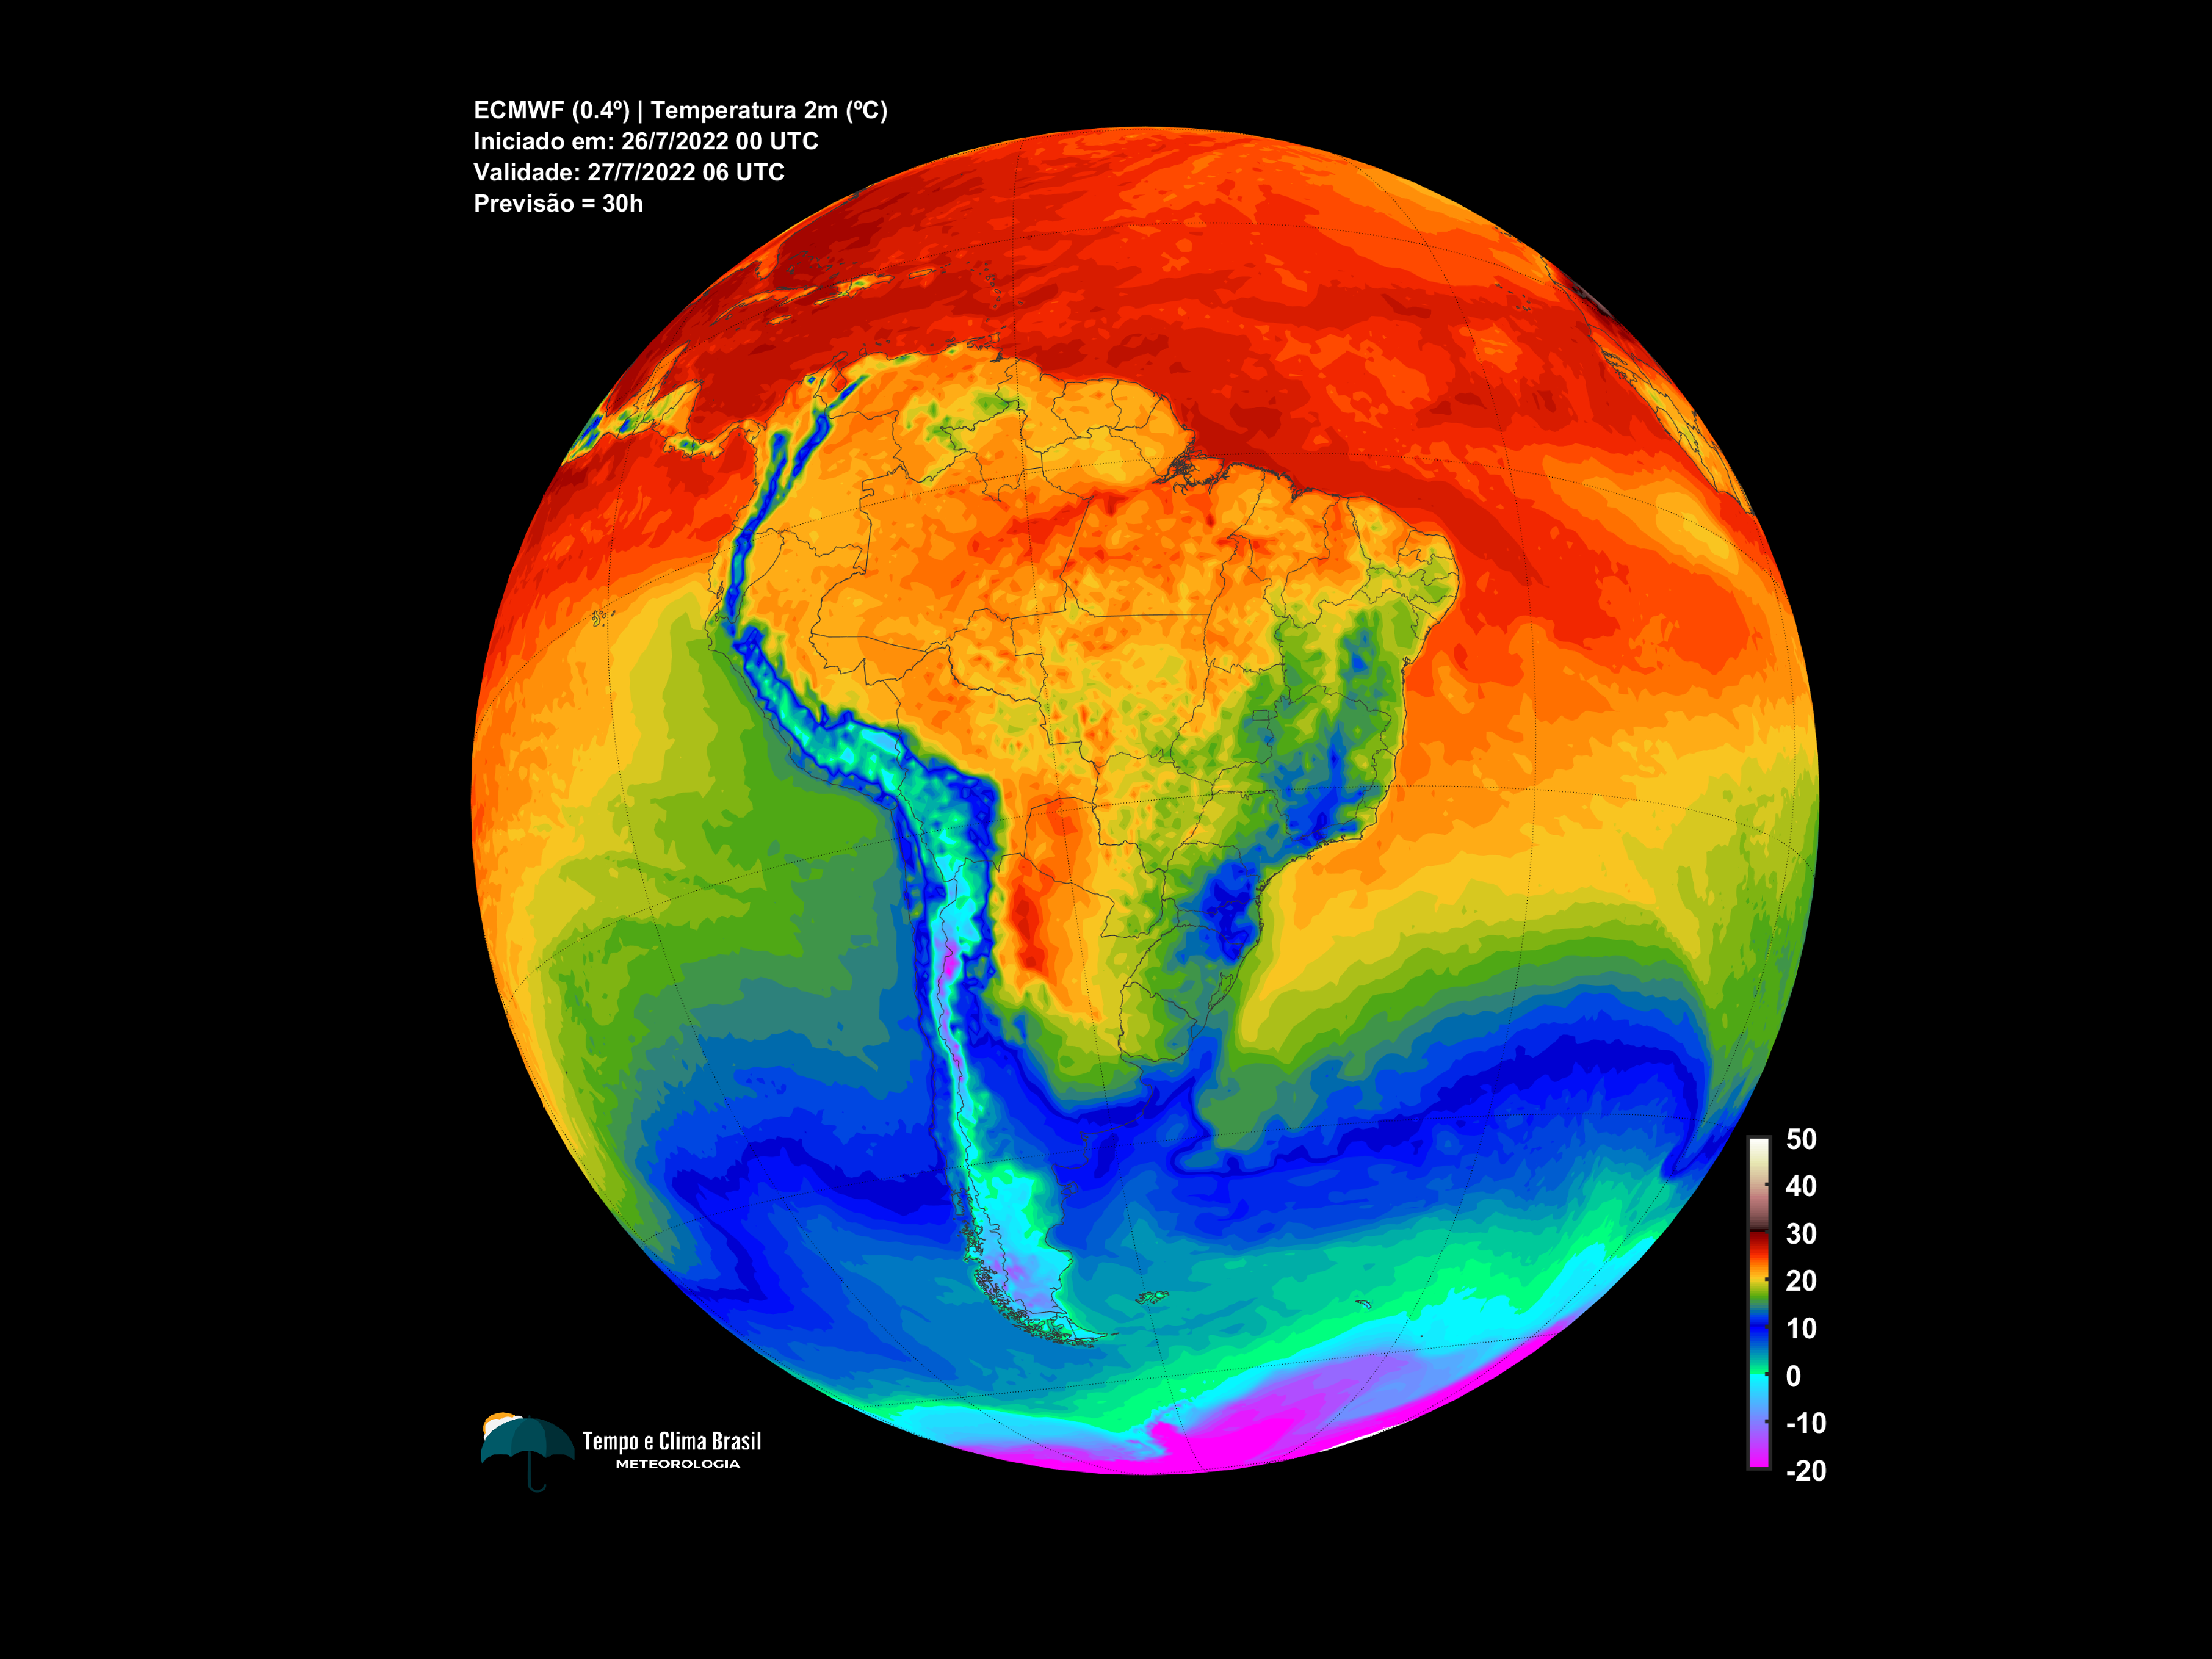 ECMWF (0.4º) | Temperatura 2m (ºC)
Iniciado em: 26/7/2022 00 UTC
Validade: 27/7/2022 06 UTC
Previsão = 30h
50
40
30
20
10
0
-10
-20
Tempo e Clima Brasil
METEOROLOGIA